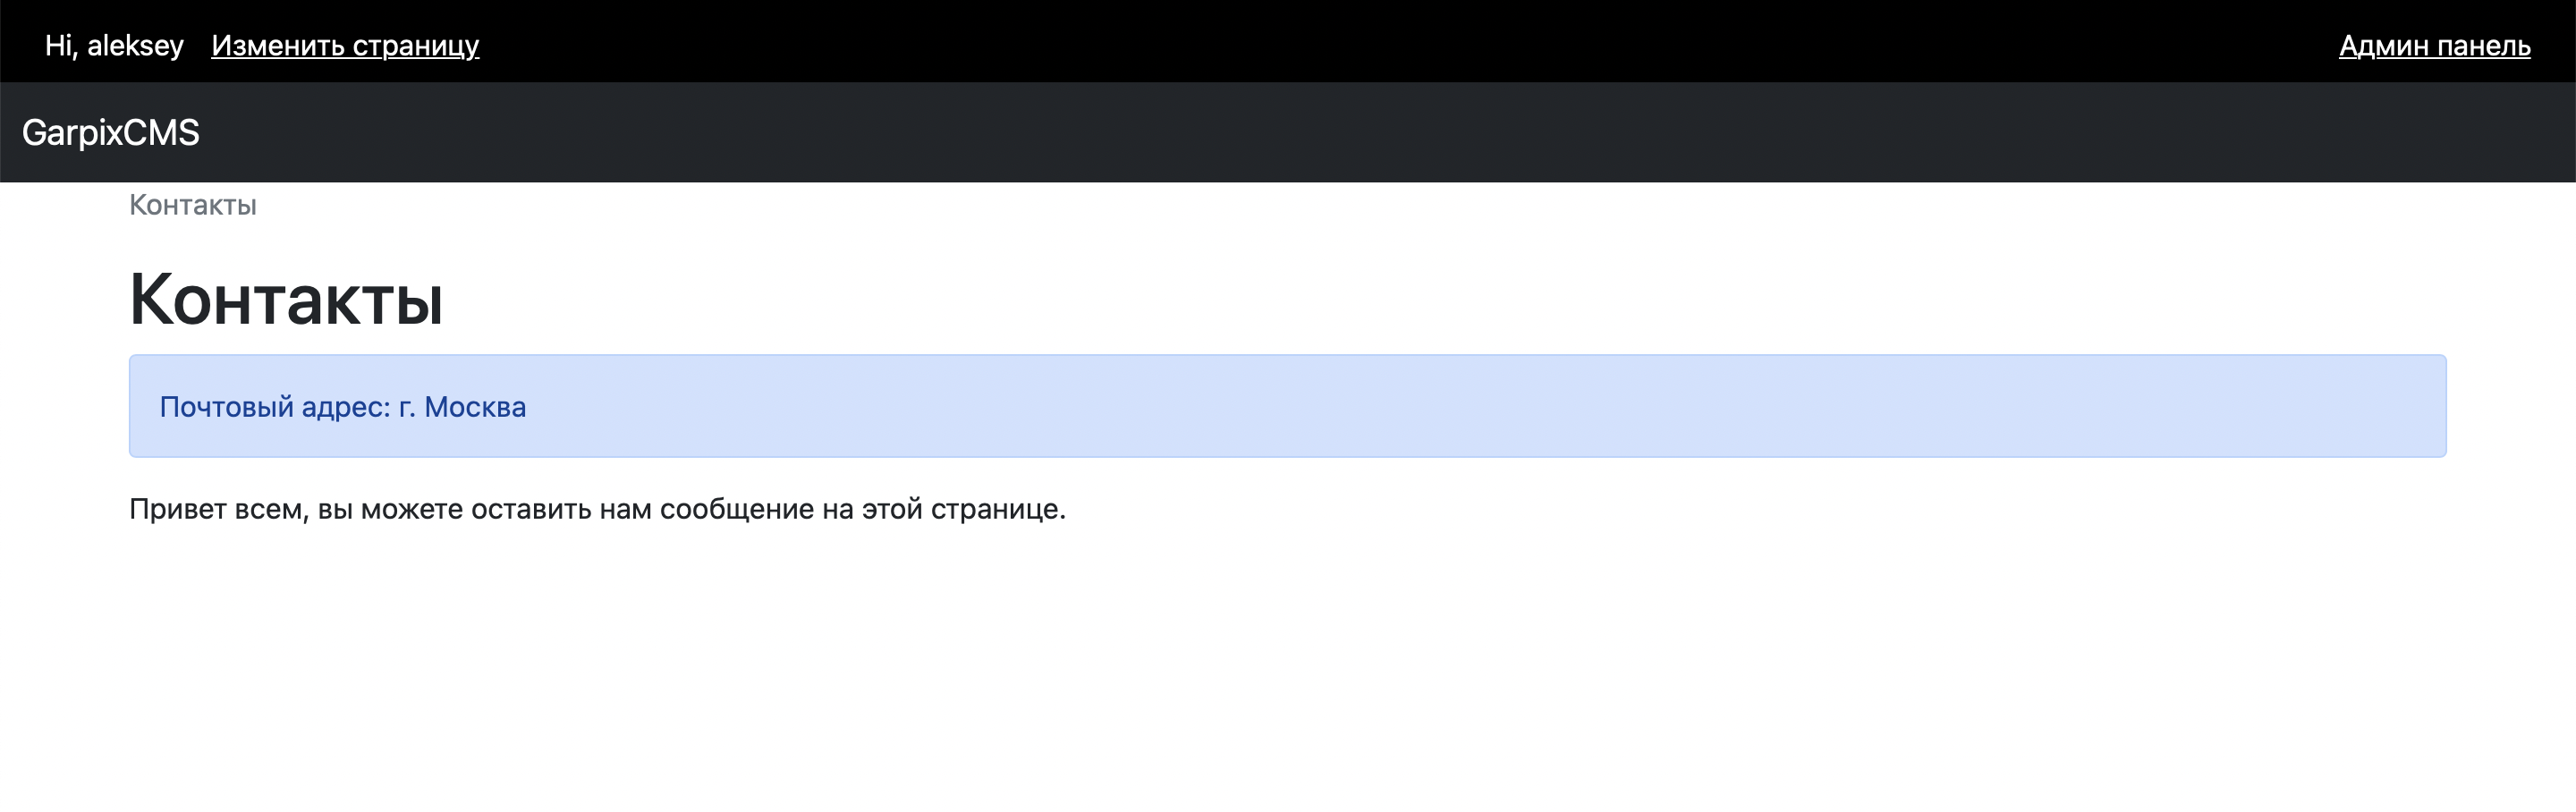 Hi, aleksey Изменить страницу Админ панель
GarpixCMS
Контакты
Контакты
Почтовый адрес: г. Москва
Привет всем, вы можете оставить нам сообщение на этой странице.